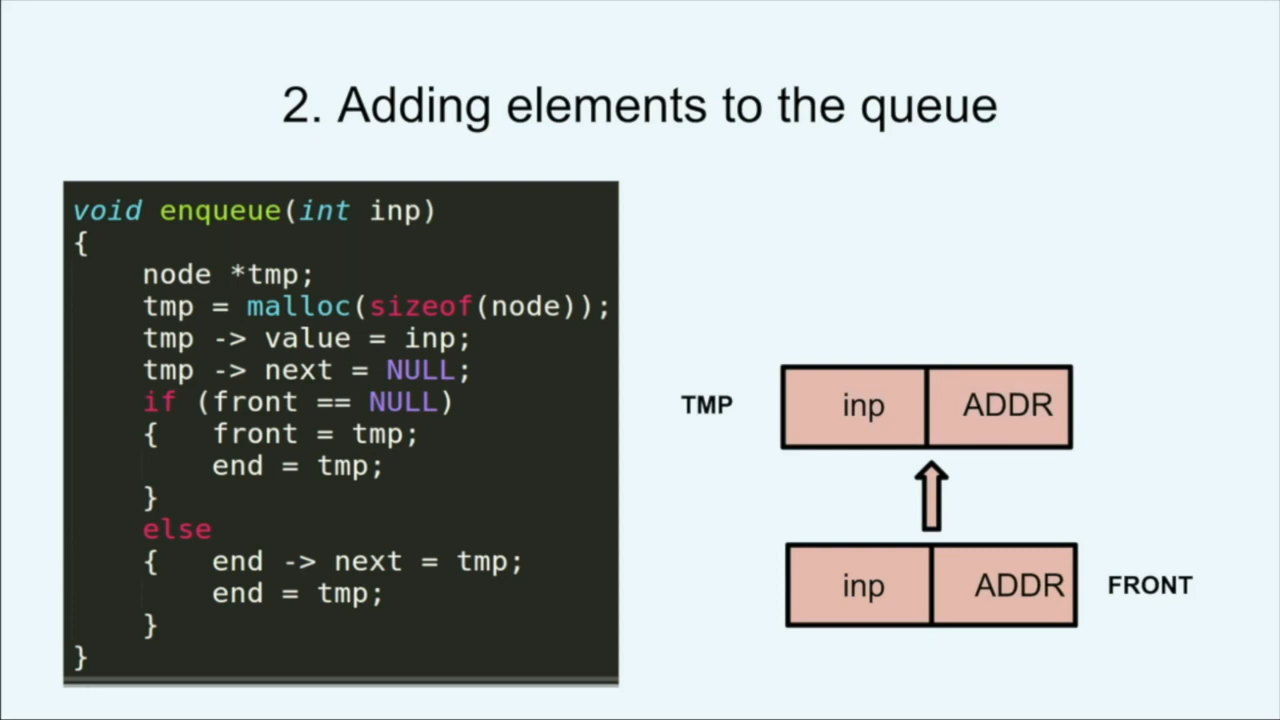 2. Adding elements to the queue
void enqueue(int inp)
{
node *tmp;
tmp = malloc(sizeof(node));
tmp -> value = inp;
tmp -> next = NULL;
if (front == NULL)
{ front = tmp;
end = tmp;
}
else
{ end -> next = tmp;
end = tmp;
}
}
TMP inp ADDR
inp ADDR FRONT